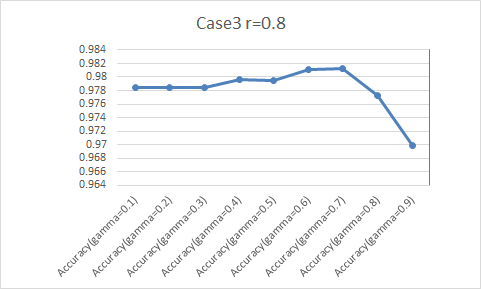 Case3 r=0.8
0.984
0.982
0.98
0.978
0.976
0.974
0.972
0.97
0.968
0.966
0.964
Accuracy(gamma=0.1)
Accuracy(gamma=0.2)
Accuracy(gamma=0.3)
Accuracy(gamma=0.4)
Accuracy(gamma=0.5)
Accuracy(gamma=0.6)
Accuracy(gamma=0.7)
Accuracy(gamma=0.8)
Accuracy(gamma=0.9)